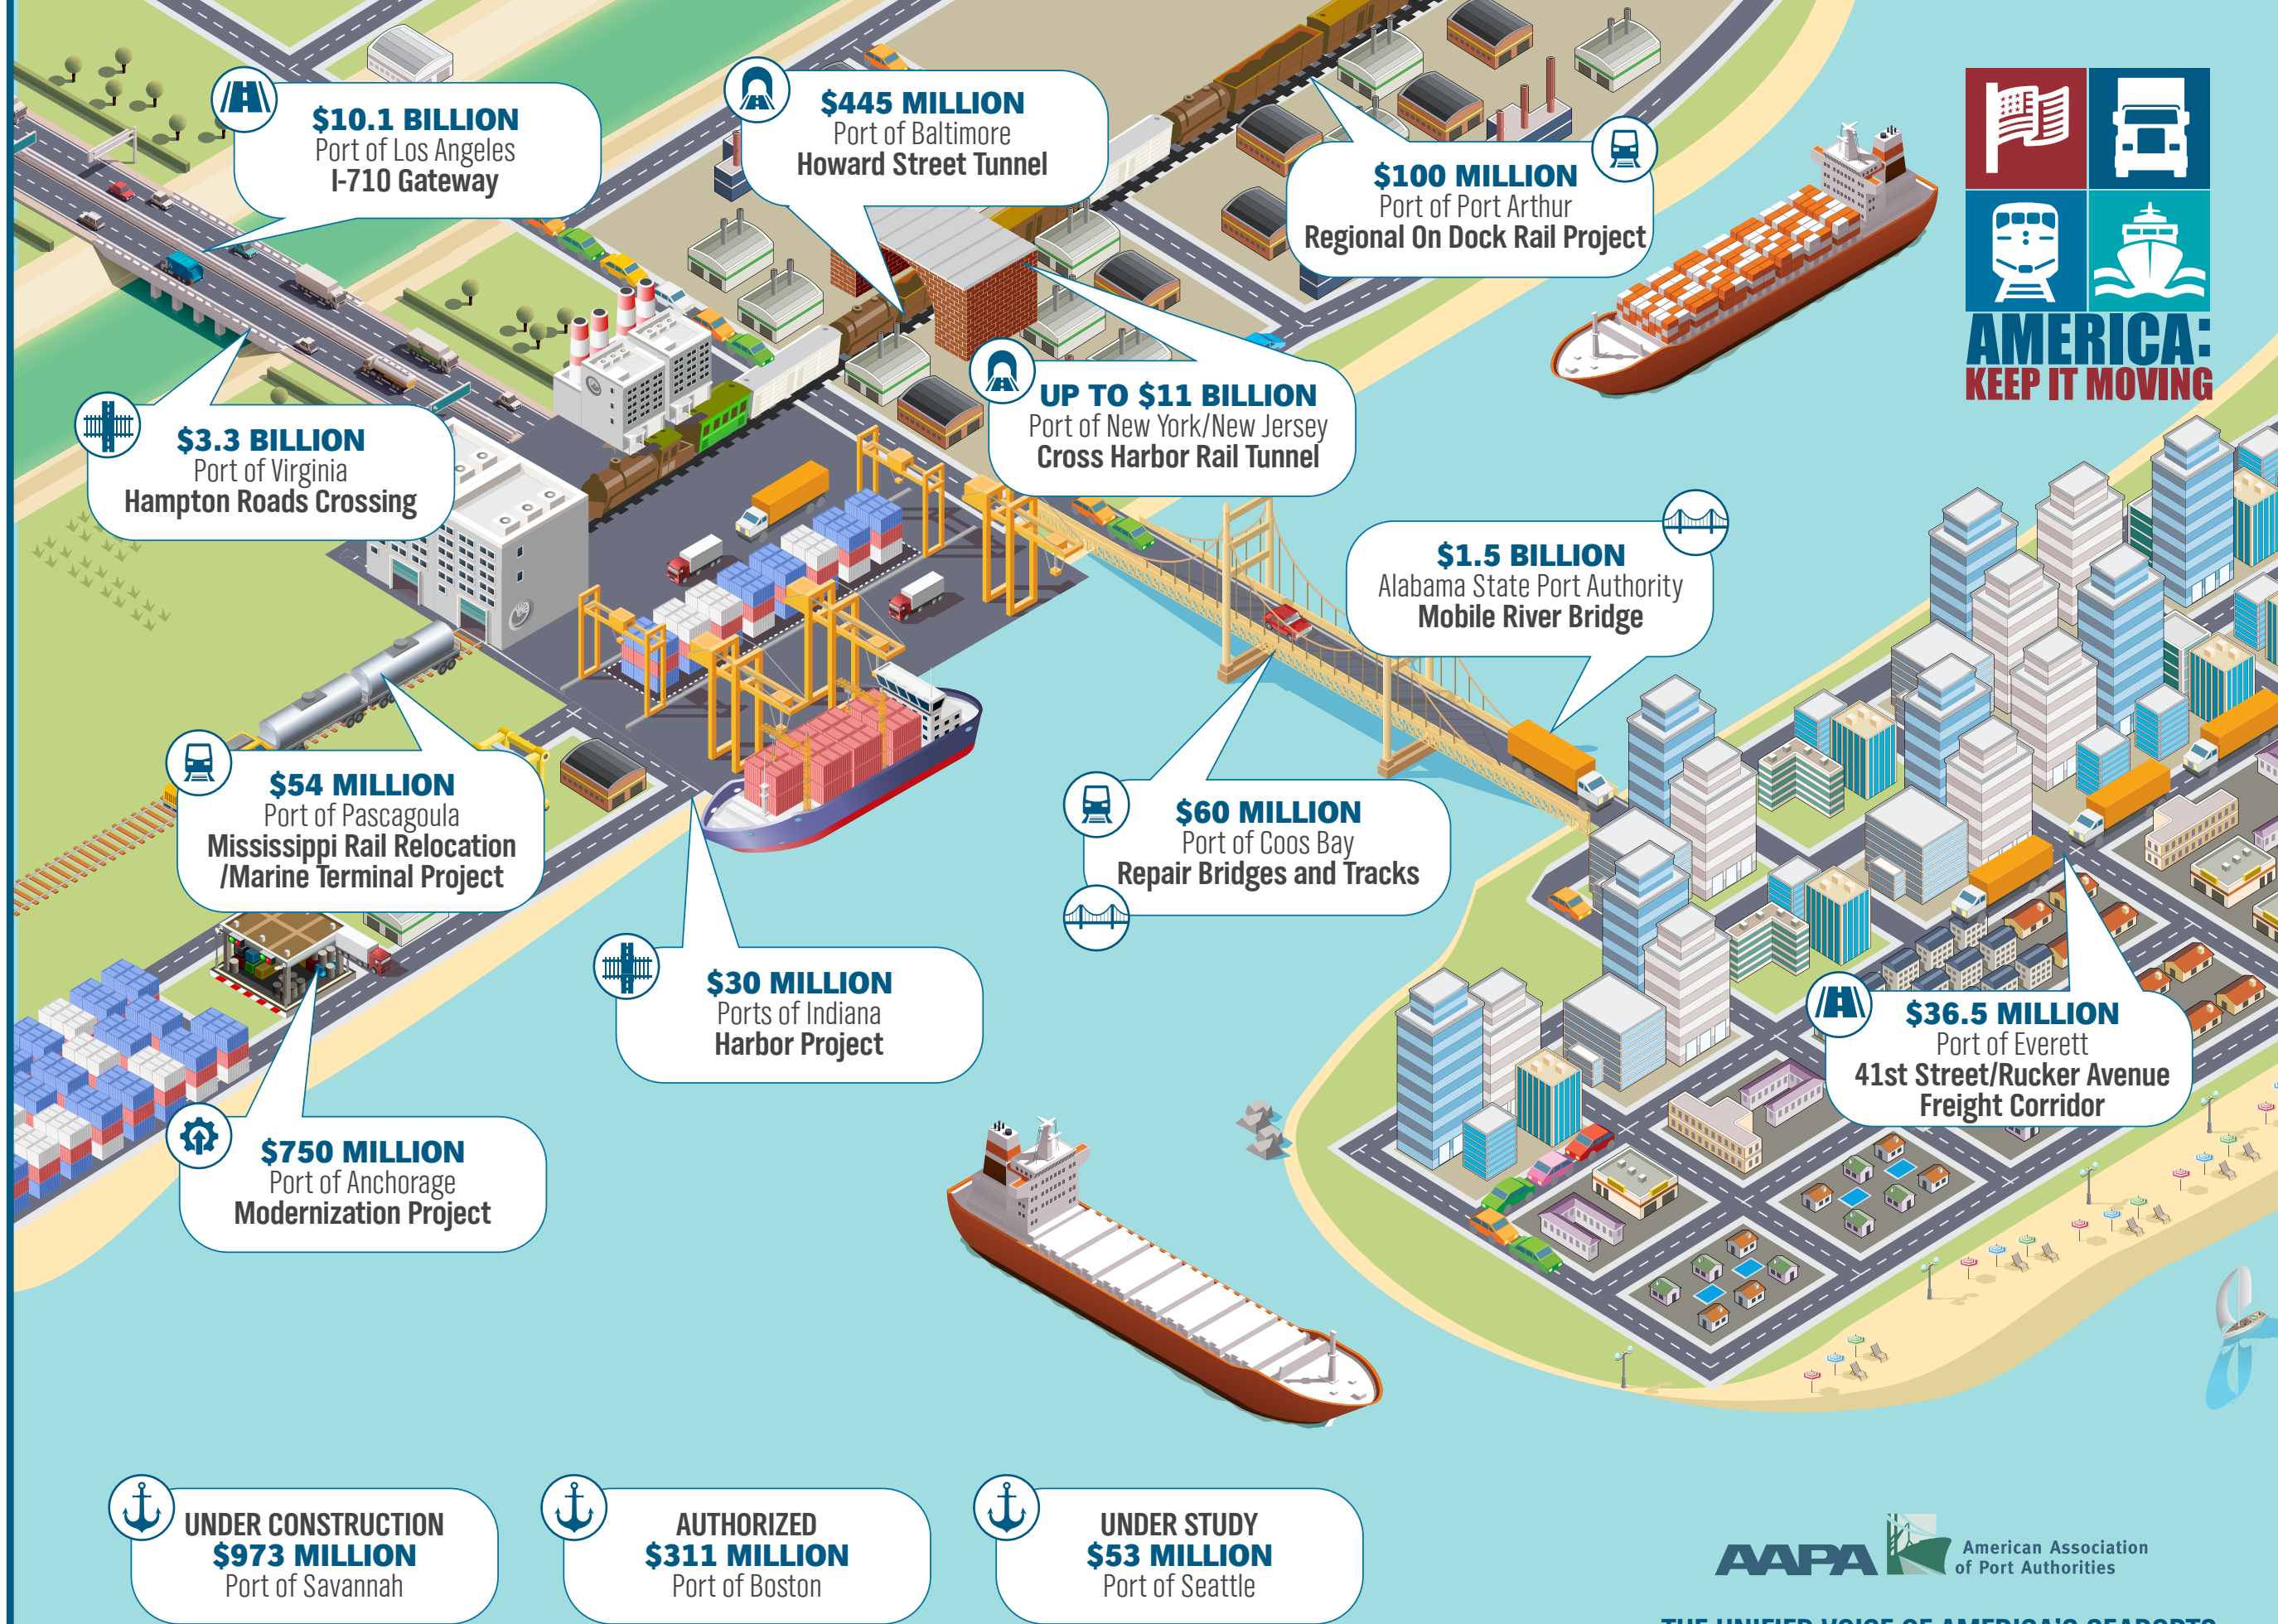 $10.1 BILLION
Port of Los Angeles
I-710 Gateway
$445 MILLION
Port of Baltimore
Howard Street Tunnel
$100 MILLION
Port of Port Arthur
Regional On Dock Rail Project
AMERICA:
KEEP IT MOVING
UP TO $11 BILLION
Port of New York/New Jersey
Cross Harbor Rail Tunnel
$3.3 BILLION
Port of Virginia
Hampton Roads Crossing
$1.5 BILLION
Alabama State Port Authority
Mobile River Bridge
$54 MILLION
Port of Pascagoula
Mississippi Rail Relocation
/Marine Terminal Project
$60 MILLION
Port of Coos Bay
Repair Bridges and Tracks
$30 MILLION
Ports of Indiana
Harbor Project
$36.5 MILLION
Port of Everett
41st Street/Rucker Avenue
Freight Corridor
$750 MILLION
Port of Anchorage
Modernization Project
UNDER CONSTRUCTION
$973 MILLION
Port of Savannah
AUTHORIZED
$311 MILLION
Port of Boston
UNDER STUDY
$53 MILLION
Port of Seattle
AAPA
American Association
of Port Authorities
THE UNIFIED VOICE OF AMERICA'S SEAPORTS